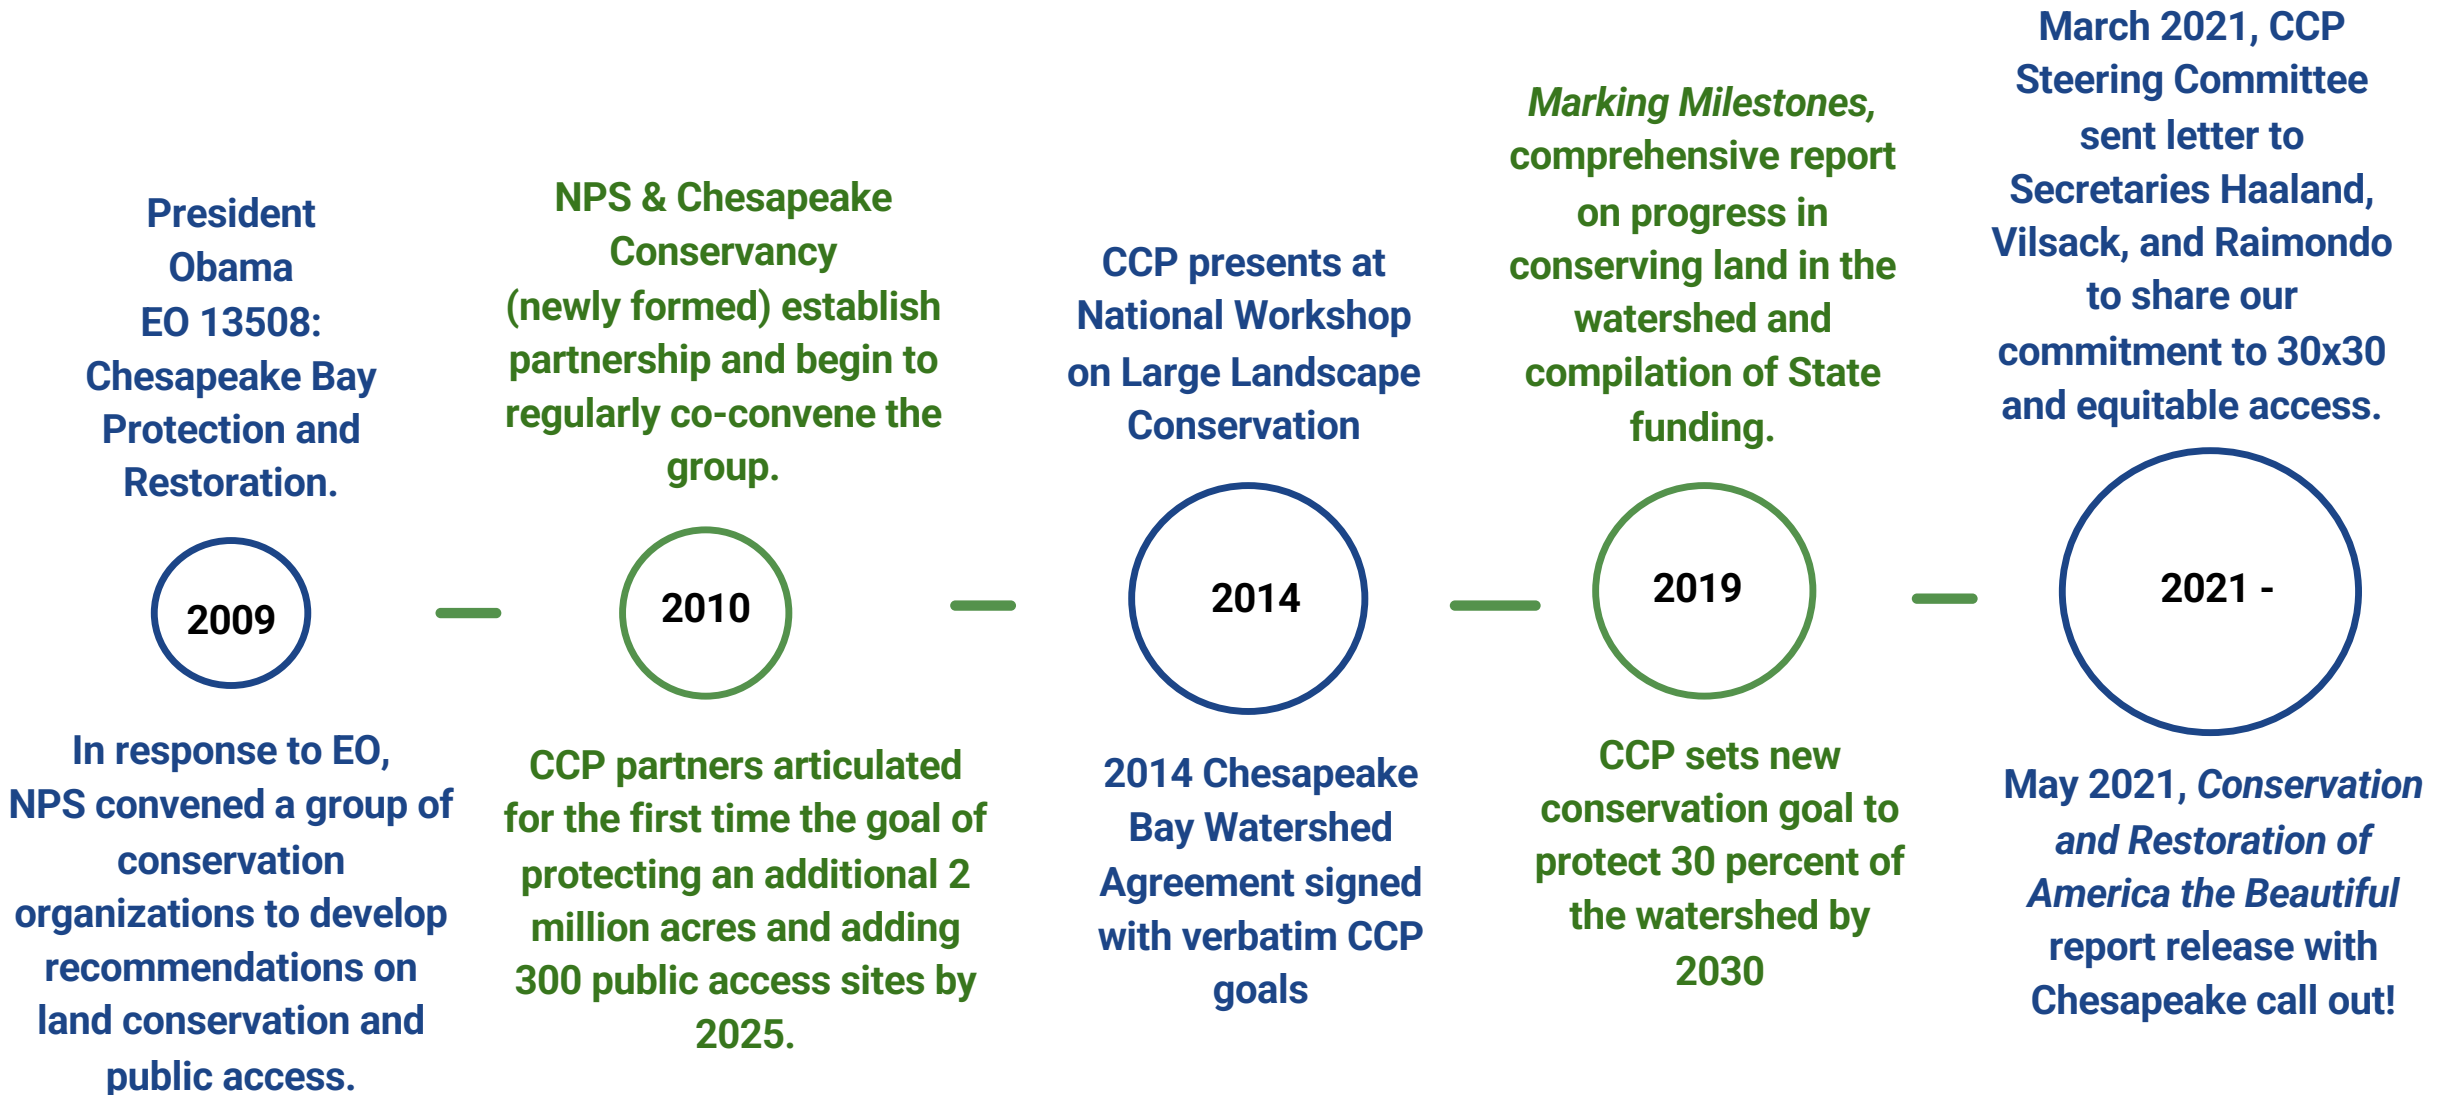 President
Obama
EO 13508:
Chesapeake Bay
Protection and
Restoration.
2009
In response to EO,
NPS convened a group of
conservation
organizations to develop
recommendations on
land conservation and
public access.
NPS & Chesapeake
Conservancy
(newly formed) establish
partnership and begin to
regularly co-convene the
group.
2010
CCP partners articulated
for the first time the goal of
protecting an additional 2
million acres and adding
300 public access sites by
2025.
CCP presents at
National Workshop
on Large Landscape
Conservation
2014
2014 Chesapeake
Bay Watershed
Agreement signed
with verbatim CCP
goals
Marking Milestones,
comprehensive report
on progress in
conserving land in the
watershed and
compilation of State
funding.
2019
CCP sets new
conservation goal to
protect 30 percent of
the watershed by
2030
March 2021, CCP
Steering Committee
sent letter to
Secretaries Haaland,
Vilsack, and Raimondo
to share our
commitment to 30x30
and equitable access.
2021 -
May 2021, Conservation
and Restoration of
America the Beautiful
report release with
Chesapeake call out!